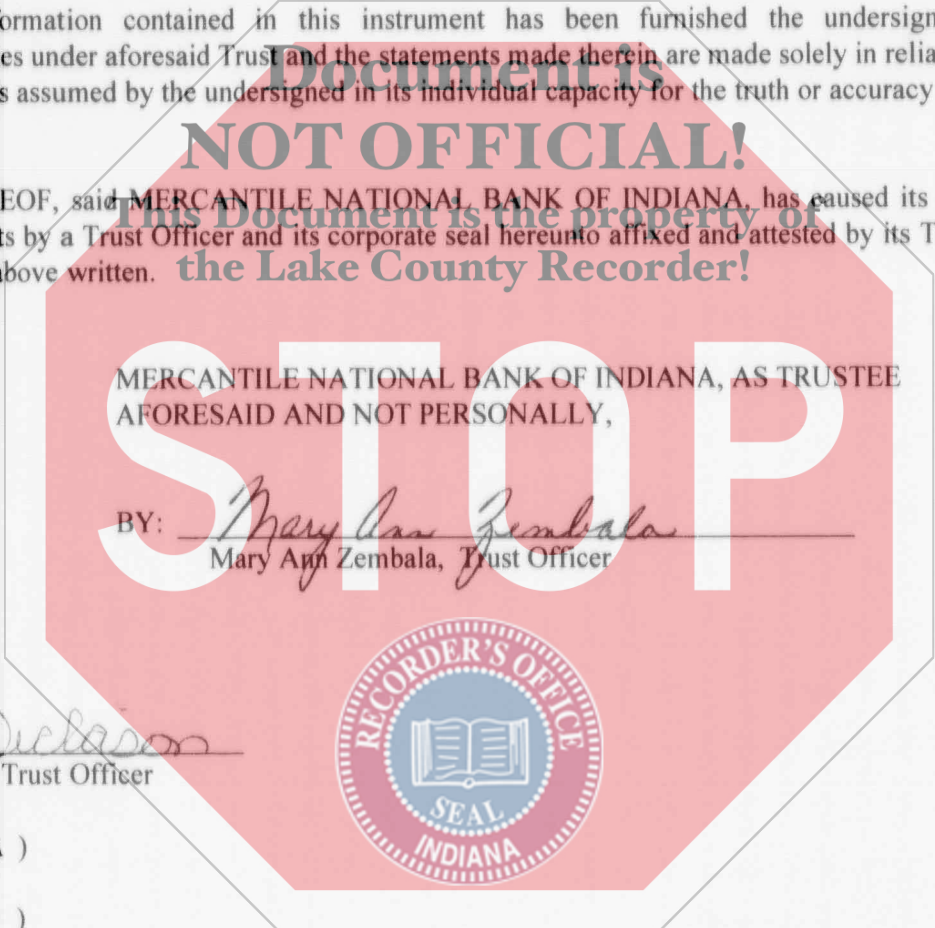 ormation contained in this instrument has been furnished the undersign
es under aforesaid Trust and the statements made therein are made solely in relia
Document is
s assumed by the undersigned in its individual capacity for the truth or accuracy
NOT OFFICIAL!
EOF, said MERCANTILE NATIONAL BANK OF INDIANA, has caused its
This Document is the property of
ts by a Trust Officer and its corporate seal hereunto affixed and attested by its T
the Lake County Recorder!
bove written.
STOP
MERCANTILE NATIONAL BANK OF INDIANA, AS TRUSTEE
AFORESAID AND NOT PERSONALLY,
BY: Mary Ann Zembala
Mary Ann Zembala, Trust Officer
RECORDER'S OFFICE
SEAL
INDIANA
Trust Officer
)
)